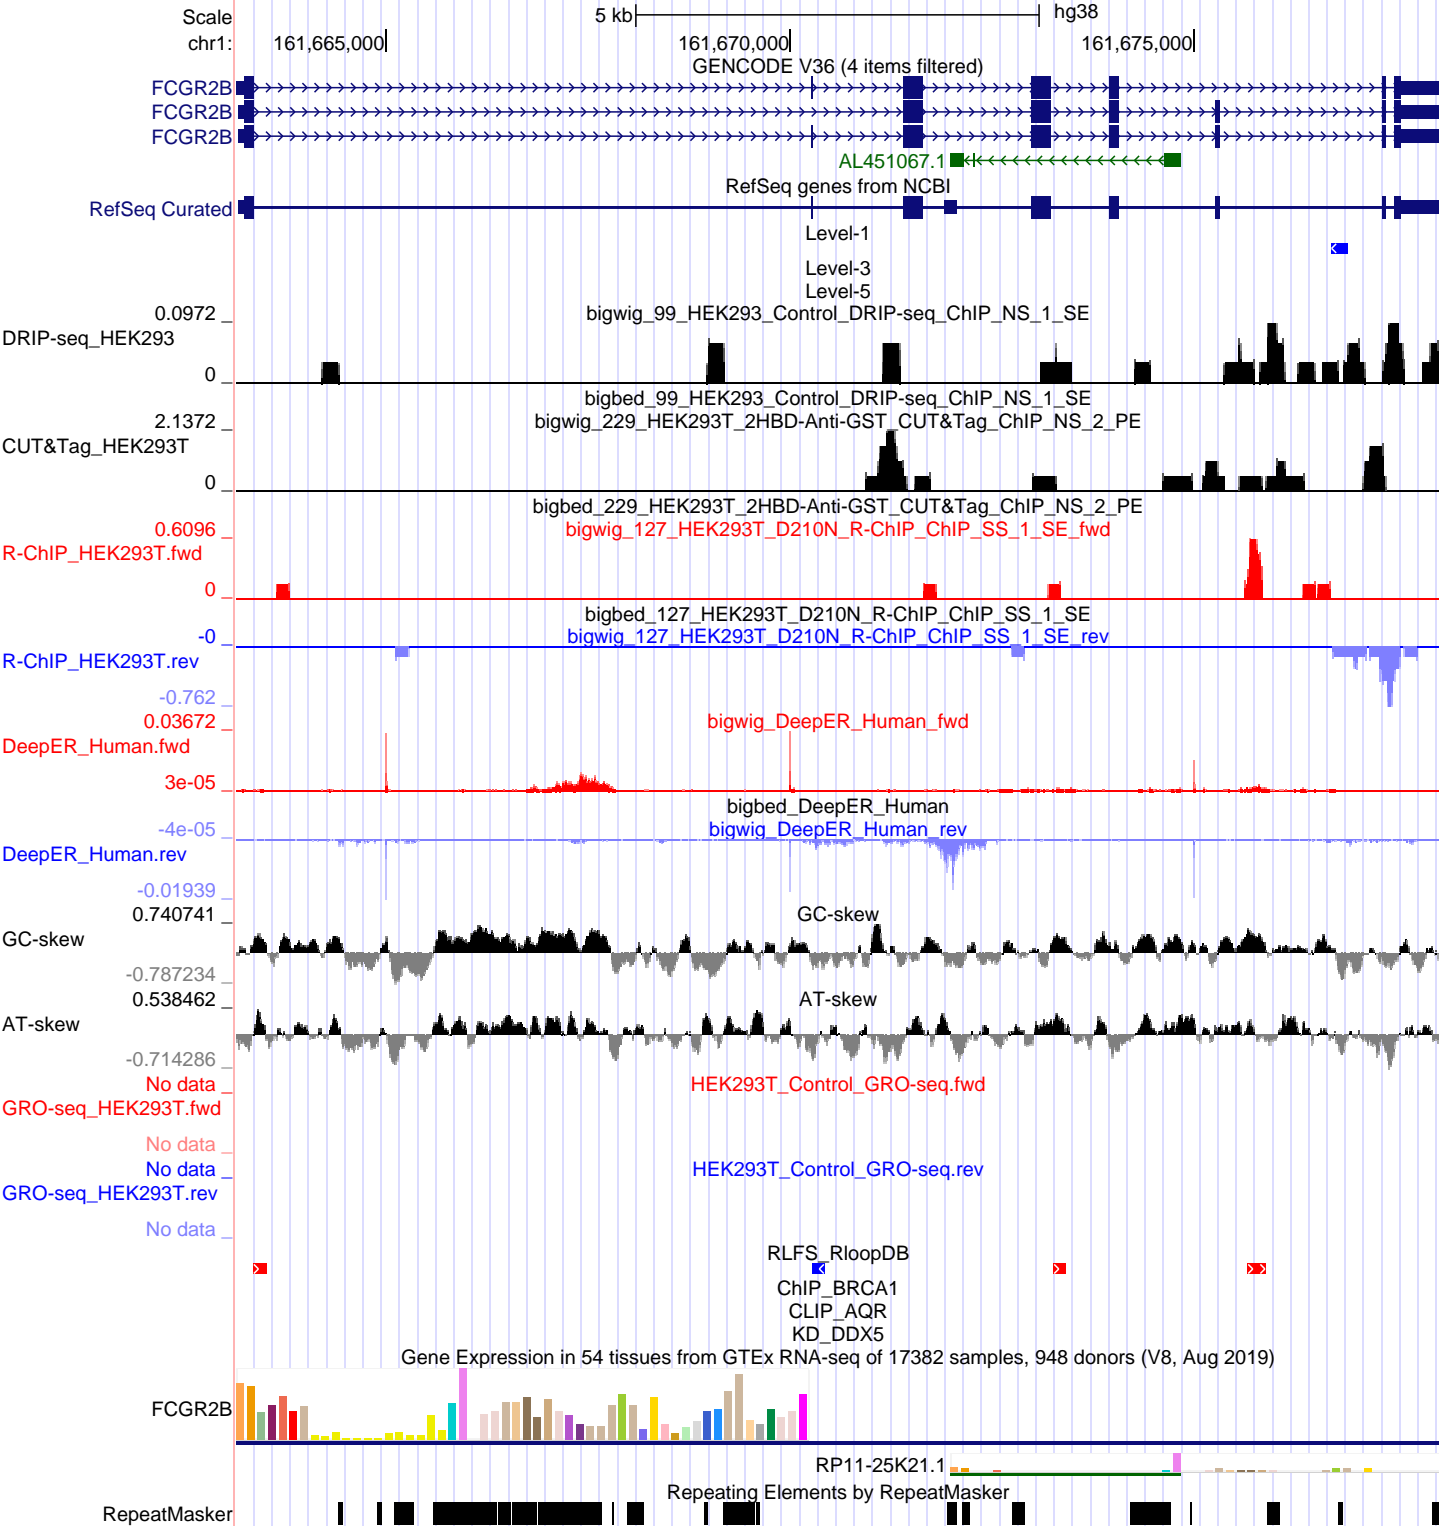 Scale 5 kb hg38
chr1: 161,665,000 161,670,000 161,675,000
GENCODE V36 (4 items filtered)
FCGR2B
FCGR2B
FCGR2B
AL451067.1
RefSeq genes from NCBI
RefSeq Curated
Level-1
Level-3
Level-5
0.0972 bigwig_99_HEK293_Control_DRIP-seq_ChIP_NS_1_SE
DRIP-seq_HEK293
0
bigbed_99_HEK293_Control_DRIP-seq_ChIP_NS_1_SE
2.1372 bigwig_229_HEK293T_2HBD-Anti-GST_CUT&Tag_ChIP_NS_2_PE
CUT&Tag_HEK293T
0
bigbed_229_HEK293T_2HBD-Anti-GST_CUT&Tag_ChIP_NS_2_PE
0.6096 bigwig_127_HEK293T_D210N_R-ChIP_ChIP_SS_1_SE_fwd
R-ChIP_HEK293T.fwd
0
bigbed_127_HEK293T_D210N_R-ChIP_ChIP_SS_1_SE
-0 bigwig_127_HEK293T_D210N_R-ChIP_ChIP_SS_1_SE_rev
R-ChIP_HEK293T.rev
-0.762
0.03672 bigwig_DeepER_Human_fwd
DeepER_Human.fwd
3e-05
bigbed_DeepER_Human
-4e-05 bigwig_DeepER_Human_rev
DeepER_Human.rev
-0.01939
0.740741 GC-skew
GC-skew
-0.787234
0.538462 AT-skew
AT-skew
-0.714286
No data HEK293T_Control_GRO-seq.fwd
GRO-seq_HEK293T.fwd
No data
No data HEK293T_Control_GRO-seq.rev
GRO-seq_HEK293T.rev
No data
RLFS_RloopDB
ChIP_BRCA1
CLIP_AQR
KD_DDX5
Gene Expression in 54 tissues from GTEx RNA-seq of 17382 samples, 948 donors (V8, Aug 2019)
FCGR2B
RP11-25K21.1
Repeating Elements by RepeatMasker
RepeatMasker